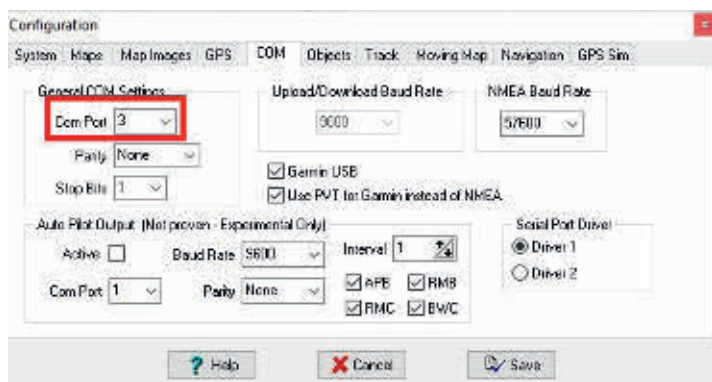 Configuration
System Maps Map Images GPS COM Objects Track Moving Map Navigation GPS Sim
General COM Settings Upload/Download Baud Rate NMEA Baud Rate
Com Port 3 9600 57600
Parity None
Garmin USB
Stop Bits 1 Use PVT for Garmin instead of NMEA
Auto Pilot Output (Not proven - Experimental Only) Serial Port Driver
Active Baud Rate 9600 Interval 1 Driver 1
Com Port 1 Parity None APB RMB Driver 2
RMC BWC
Help Cancel Save